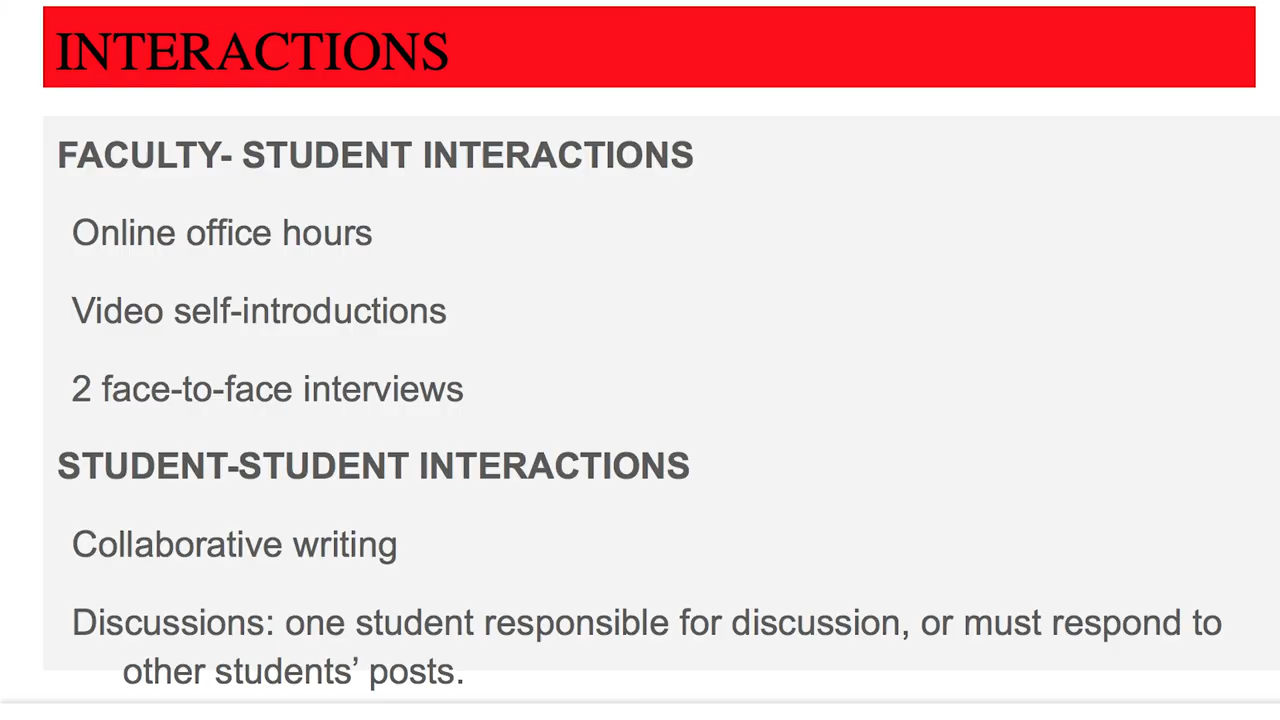 INTERACTIONS
FACULTY- STUDENT INTERACTIONS
Online office hours
Video self-introductions
2 face-to-face interviews
STUDENT-STUDENT INTERACTIONS
Collaborative writing
Discussions: one student responsible for discussion, or must respond to
other students’ posts.